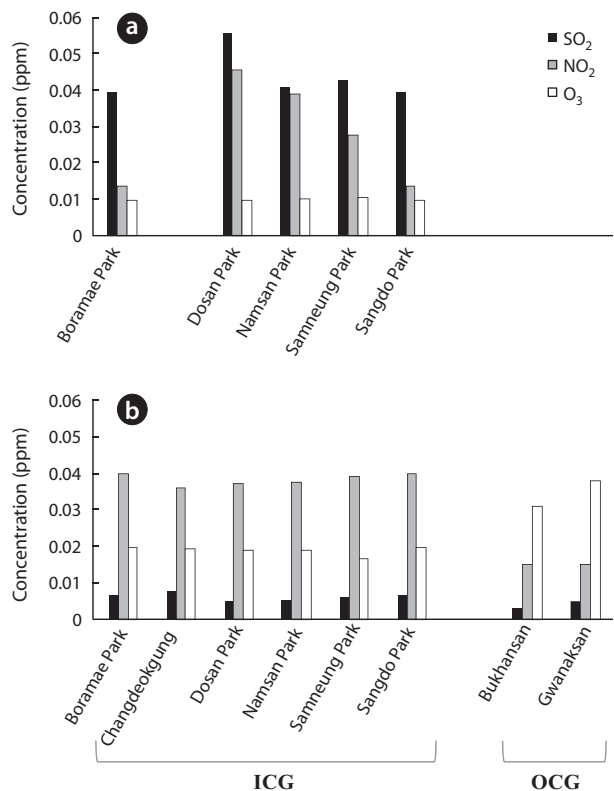 a
Concentration (ppm)
0.06
0.05
0.04
0.03
0.02
0.01
0
SO₂
NO₂
O₃
Boramae Park
Dosan Park
Namsan Park
Samneung Park
Sangdo Park
b
Concentration (ppm)
0.06
0.05
0.04
0.03
0.02
0.01
0
Boramae Park
Changdeokgung
Dosan Park
Namsan Park
Samneung Park
Sangdo Park
Bukhansan
Gwanaksan
ICG
OCG